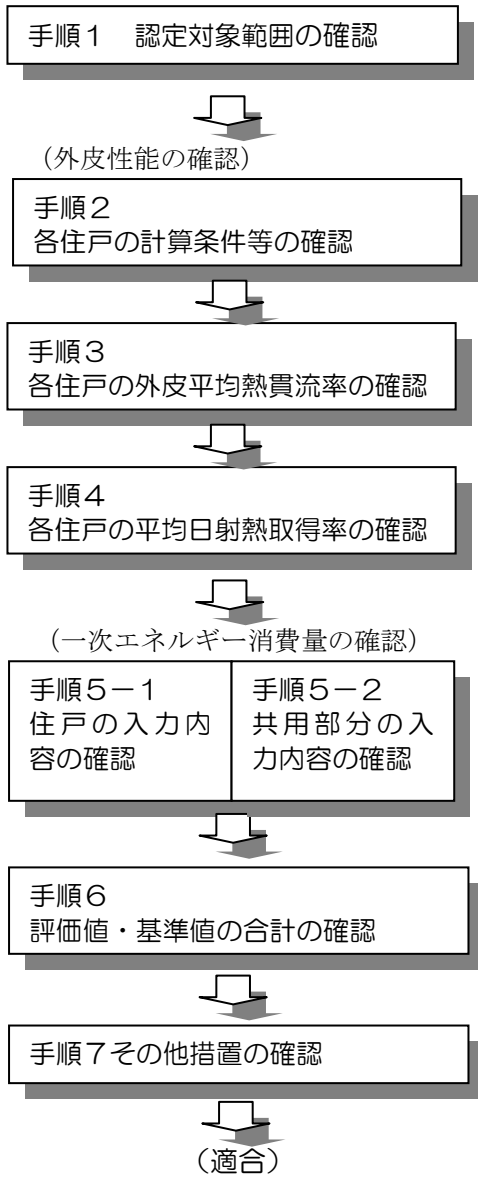 手順１　認定対象範囲の確認
（外皮性能の確認）
手順２
各住戸の計算条件等の確認
手順３
各住戸の外皮平均熱貫流率の確認
手順４
各住戸の平均日射熱取得率の確認
（一次エネルギー消費量の確認）
手順５－１
住戸の入力内
容の確認
手順５－２
共用部分の入
力内容の確認
手順６
評価値・基準値の合計の確認
手順７その他措置の確認
（適合）